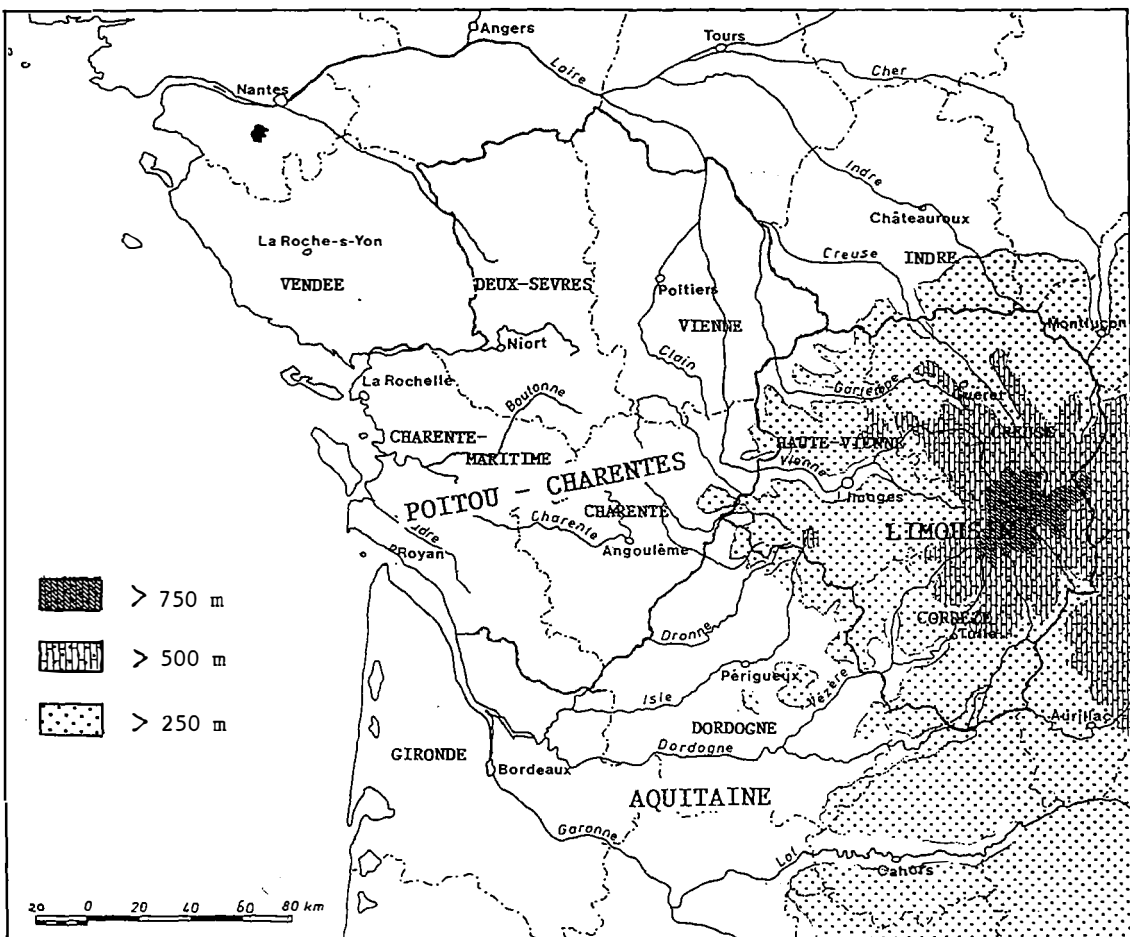 Angers
Tours
Loire
Cher
Nantes
Indre
Châteauroux
La Roche-s-Yon
Creuse
INDRE
VENDEE
DEUX-SEVRES
Poitiers
VIENNE
Montluçon
Niort
Clain
La Rochelle
Boutonne
Gartempe
Gueret
CREUSE
CHARENTE-
MARITIME
HAUTE-VIENNE
Vienne
POITOU - CHARENTES
Limoges
CHARENTE
Charente
LIMOUSIN
Royan
Angoulême
> 750 m
CORREZE
Tulle
Dronne
> 500 m
Périgueux
Isle
Vézère
> 250 m
DORDOGNE
Aurillac
GIRONDE
Dordogne
Bordeaux
AQUITAINE
Garonne
Lot
Cahors
20 0 20 40 60 80 km